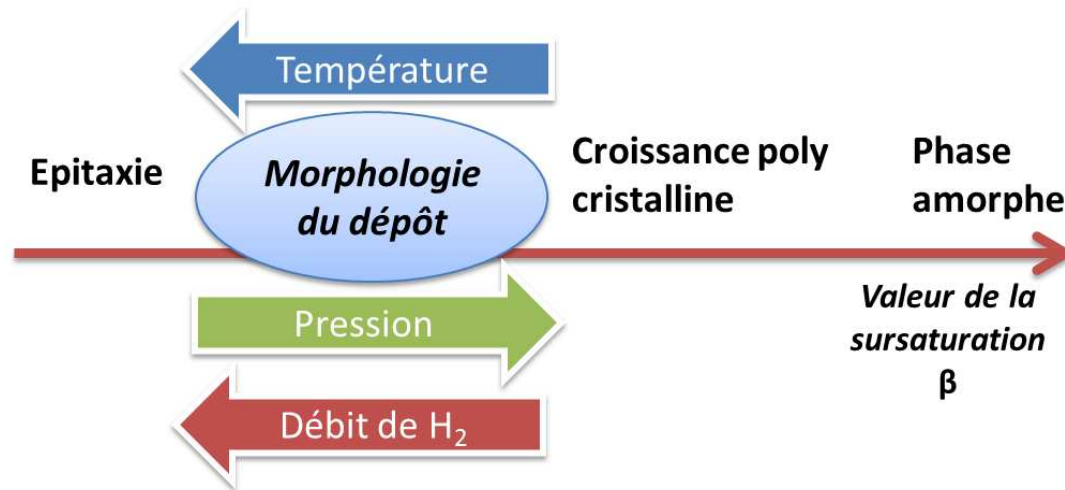 Température
Epitaxie
Morphologie
du dépôt
Croissance poly
cristalline
Phase
amorphe
Pression
Valeur de la
sursaturation
β
Débit de H₂